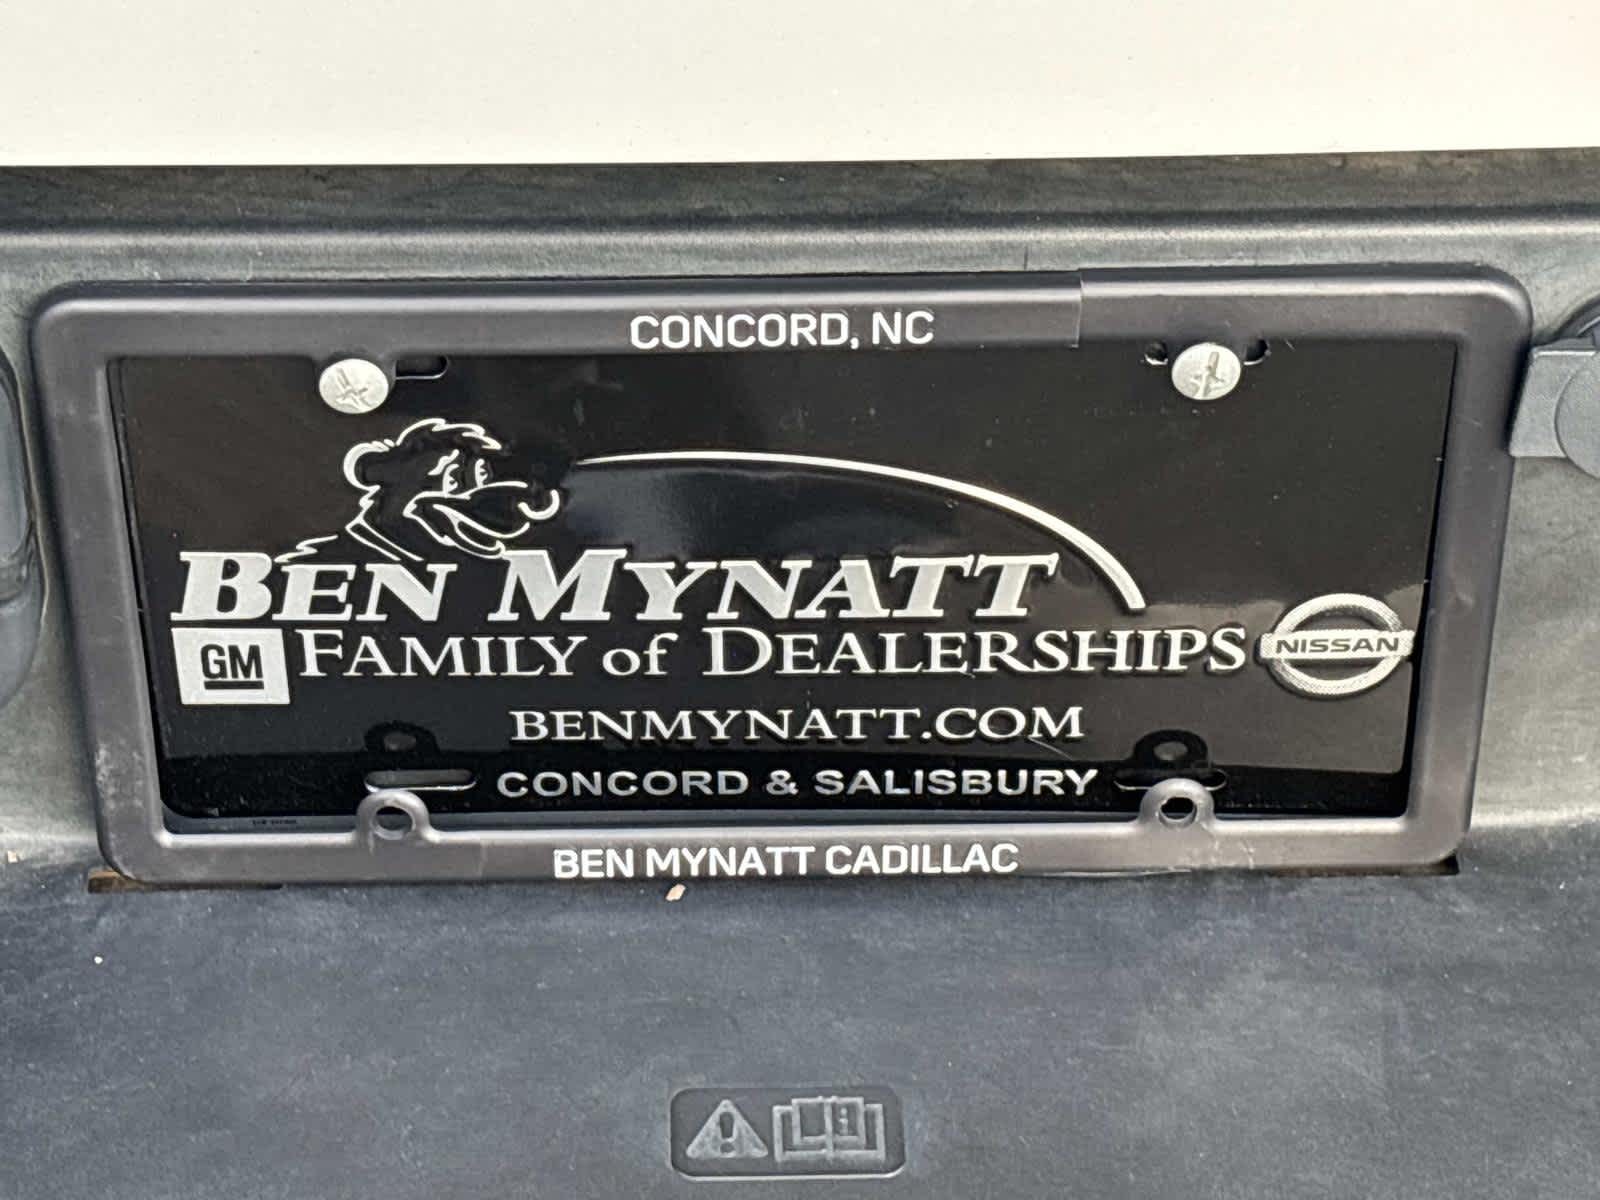 CONCORD, NC
BEN MYNATT
GM FAMILY of DEALERSHIPS NISSAN
BENMYNATT.COM
CONCORD & SALISBURY
BEN MYNATT CADILLAC